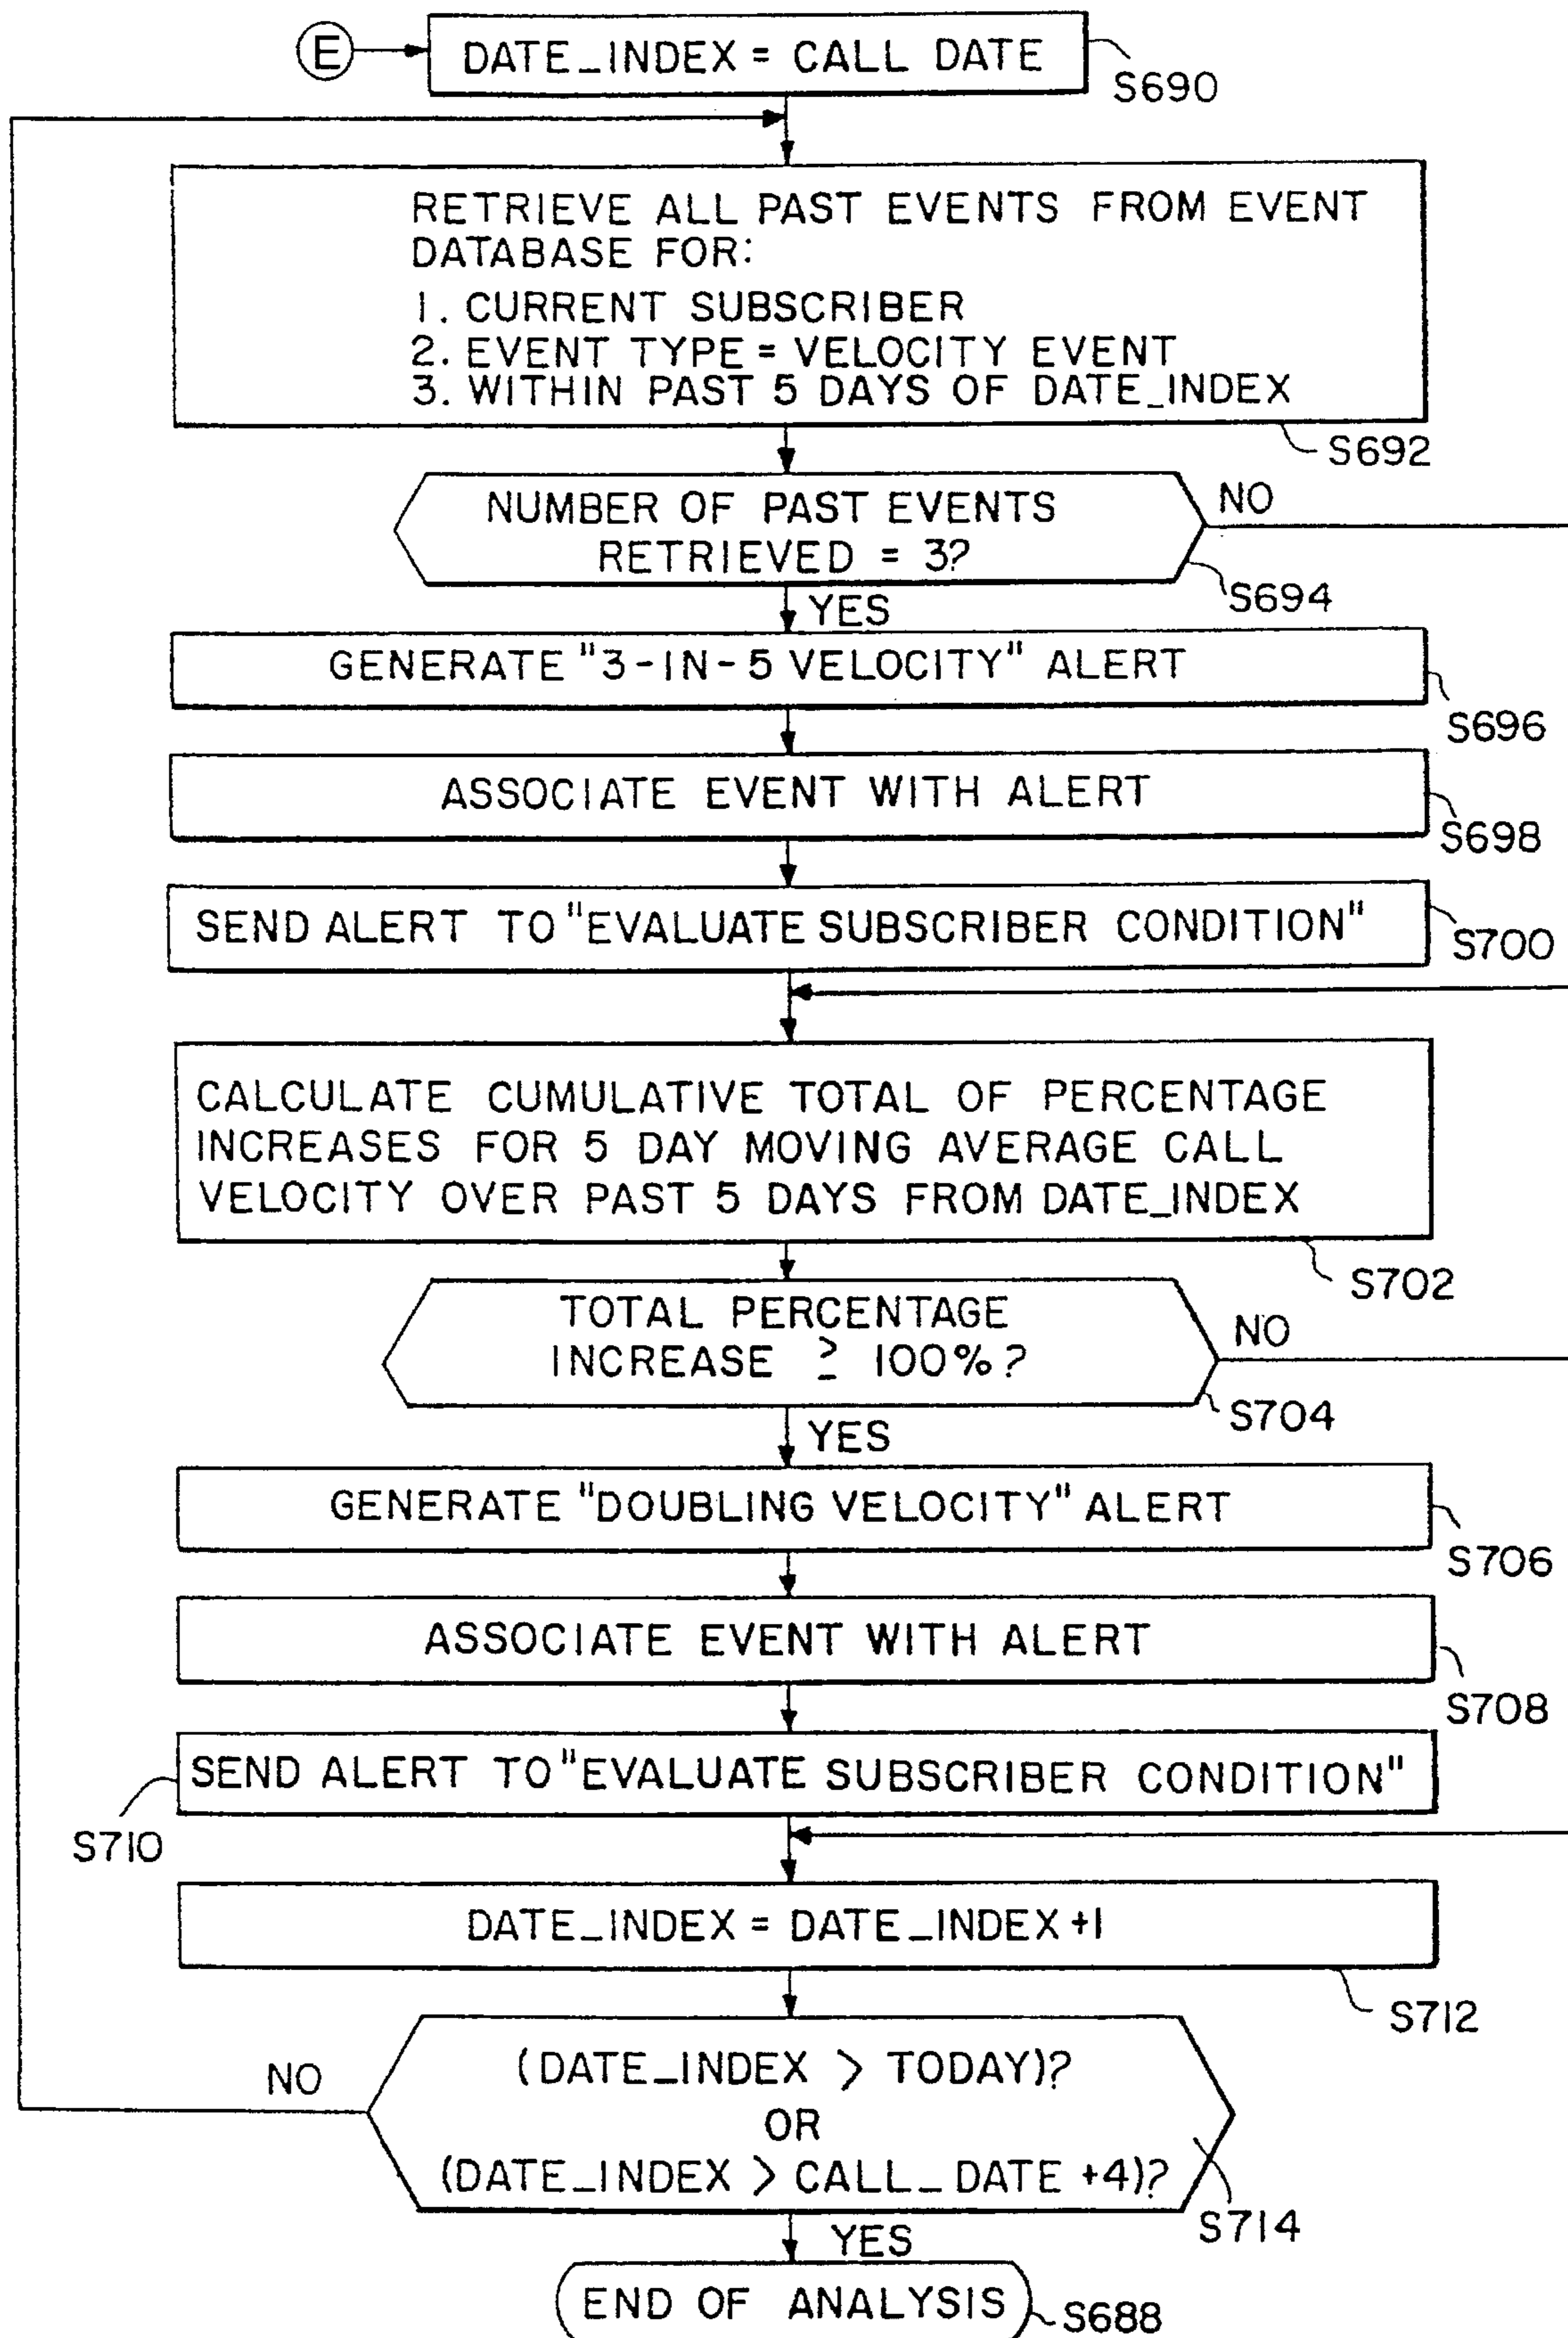 E
DATE_INDEX = CALL DATE
S690
RETRIEVE ALL PAST EVENTS FROM EVENT
DATABASE FOR:
1. CURRENT SUBSCRIBER
2. EVENT TYPE = VELOCITY EVENT
3. WITHIN PAST 5 DAYS OF DATE_INDEX
S692
NUMBER OF PAST EVENTS
RETRIEVED = 3?
NO
S694
YES
GENERATE "3-IN-5 VELOCITY" ALERT
S696
ASSOCIATE EVENT WITH ALERT
S698
SEND ALERT TO "EVALUATE SUBSCRIBER CONDITION"
S700
CALCULATE CUMULATIVE TOTAL OF PERCENTAGE
INCREASES FOR 5 DAY MOVING AVERAGE CALL
VELOCITY OVER PAST 5 DAYS FROM DATE_INDEX
S702
TOTAL PERCENTAGE
INCREASE ≥ 100%?
NO
S704
YES
GENERATE "DOUBLING VELOCITY" ALERT
S706
ASSOCIATE EVENT WITH ALERT
S708
SEND ALERT TO "EVALUATE SUBSCRIBER CONDITION"
S710
DATE_INDEX = DATE_INDEX +1
S712
(DATE_INDEX > TODAY)?
OR
(DATE_INDEX > CALL_DATE +4)?
NO
S714
YES
END OF ANALYSIS
S688